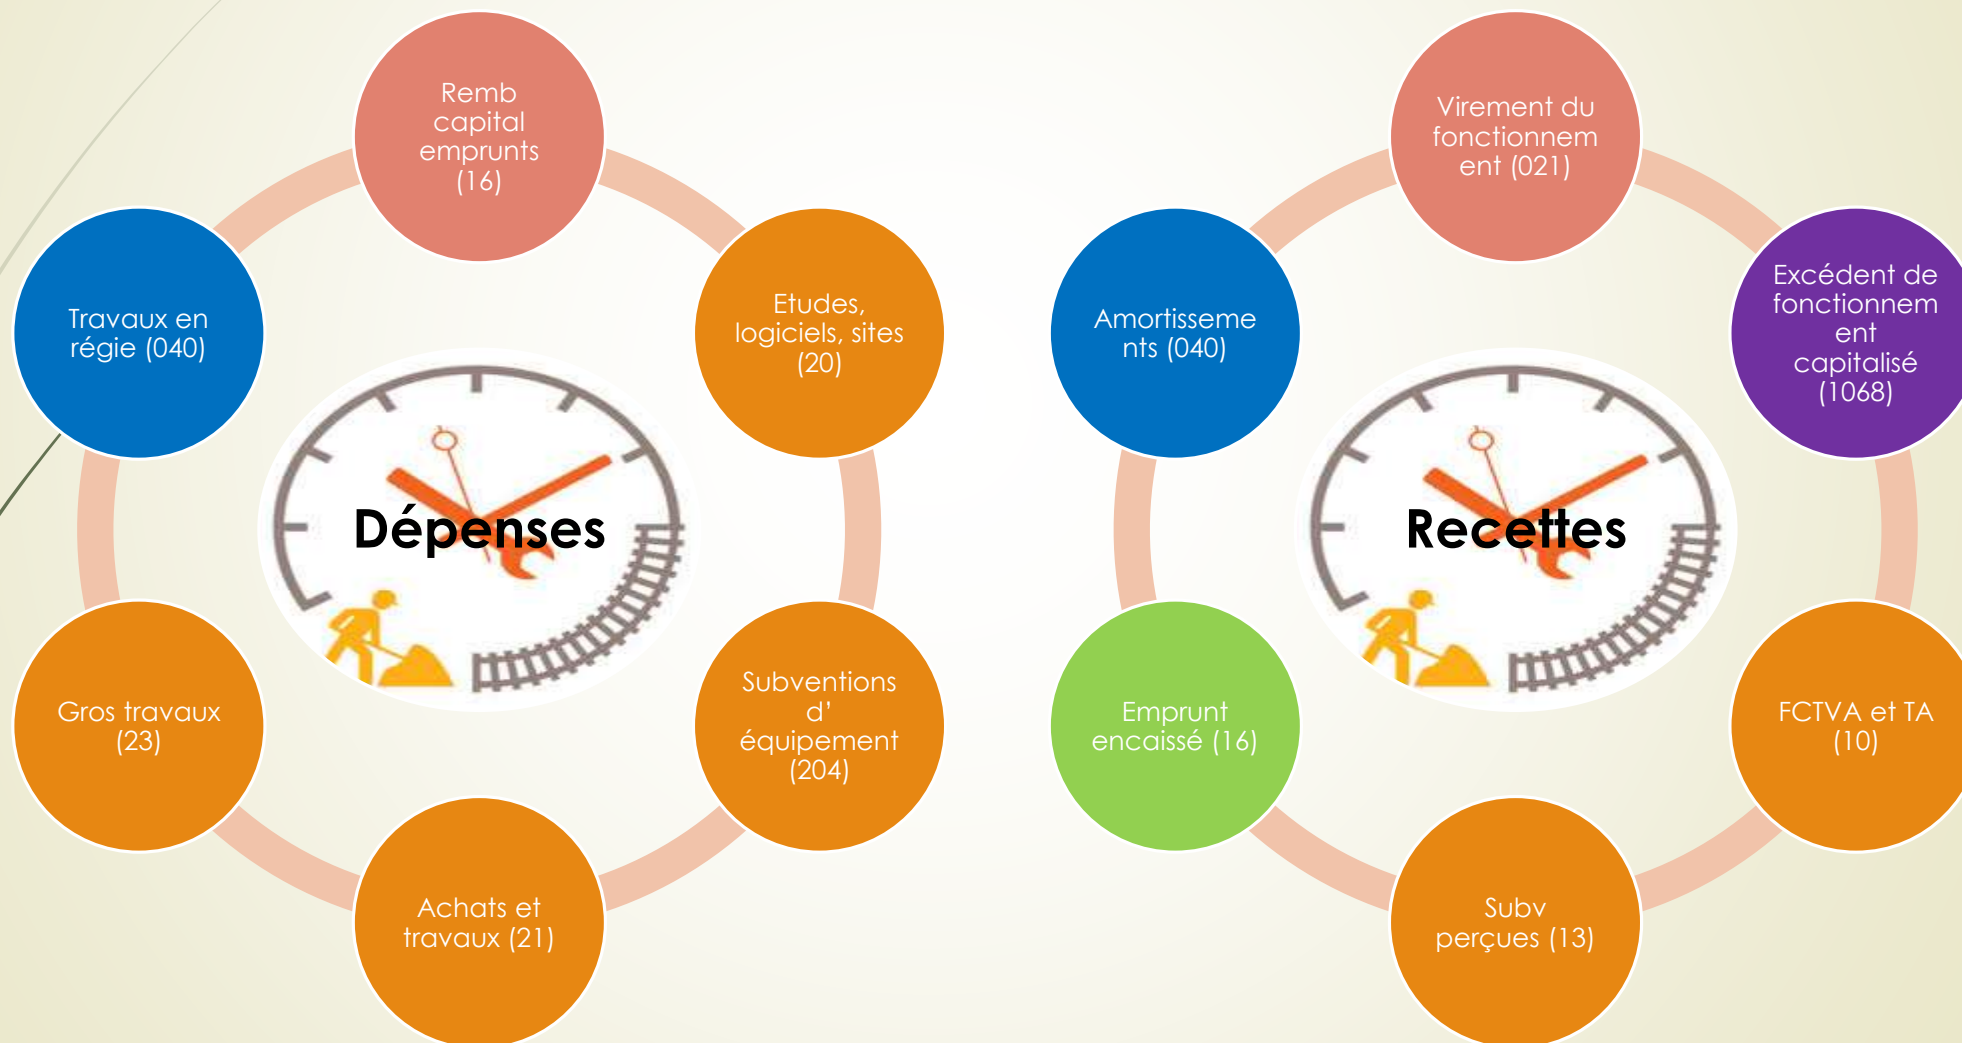 Dépenses
Remb
capital
emprunts
(16)
Etudes,
logiciels, sites
(20)
Subventions
d’
équipement
(204)
Achats et
travaux (21)
Gros travaux
(23)
Travaux en
régie (040)
Recettes
Virement du
fonctionnem
ent (021)
Excédent de
fonctionnem
ent
capitalisé
(1068)
FCTVA et TA
(10)
Subv
perçues (13)
Emprunt
encaissé (16)
Amortisseme
nts (040)